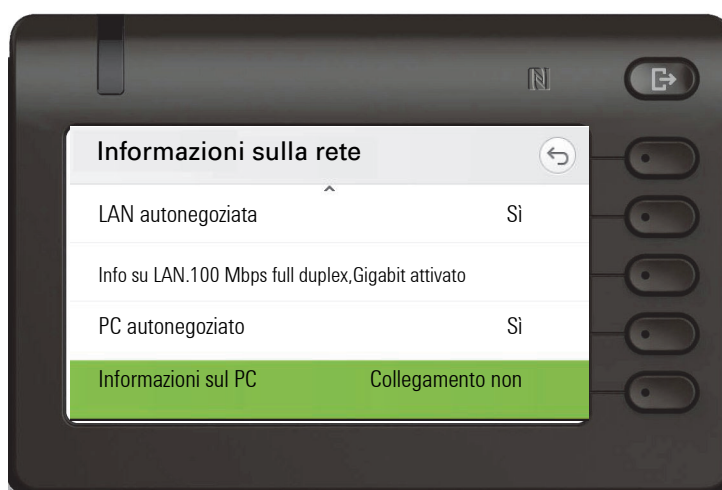 Informazioni sulla rete
LAN autonegoziata Sì
Info su LAN.100 Mbps full duplex,Gigabit attivato
PC autonegoziato Sì
Informazioni sul PC Collegamento non